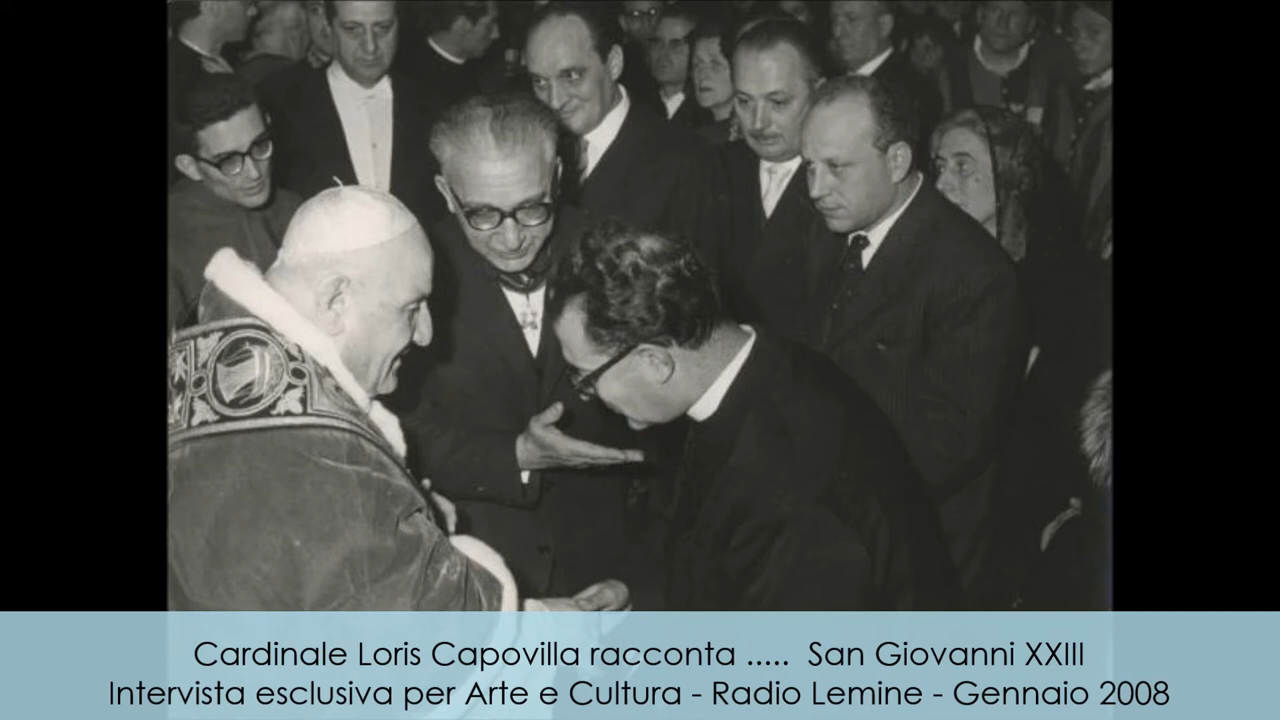 Cardinale Loris Capovilla racconta ..... San Giovanni XXIII
Intervista esclusiva per Arte e Cultura - Radio Lemine - Gennaio 2008